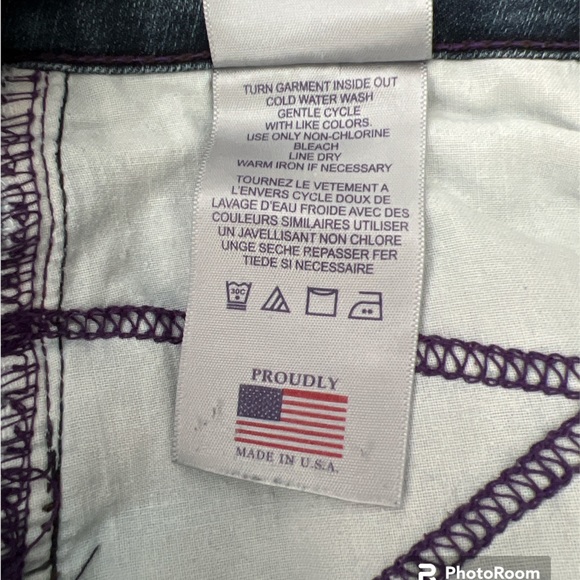 TURN GARMENT INSIDE OUT
COLD WATER WASH
GENTLE CYCLE
WITH LIKE COLORS.
USE ONLY NON-CHLORINE
BLEACH
LINE DRY
WARM IRON IF NECESSARY
TOURNEZ LE VETEMENT A
L'ENVERS CYCLE DOUX DE
LAVAGE D'EAU FROIDE AVEC DES
COULEURS SIMILAIRES UTILISER
UN JAVELLISANT NON CHLORE
UNGE SECHE REPASSER FER
TIEDE SI NECESSAIRE
30C
PROUDLY
MADE IN U.S.A.
PhotoRoom